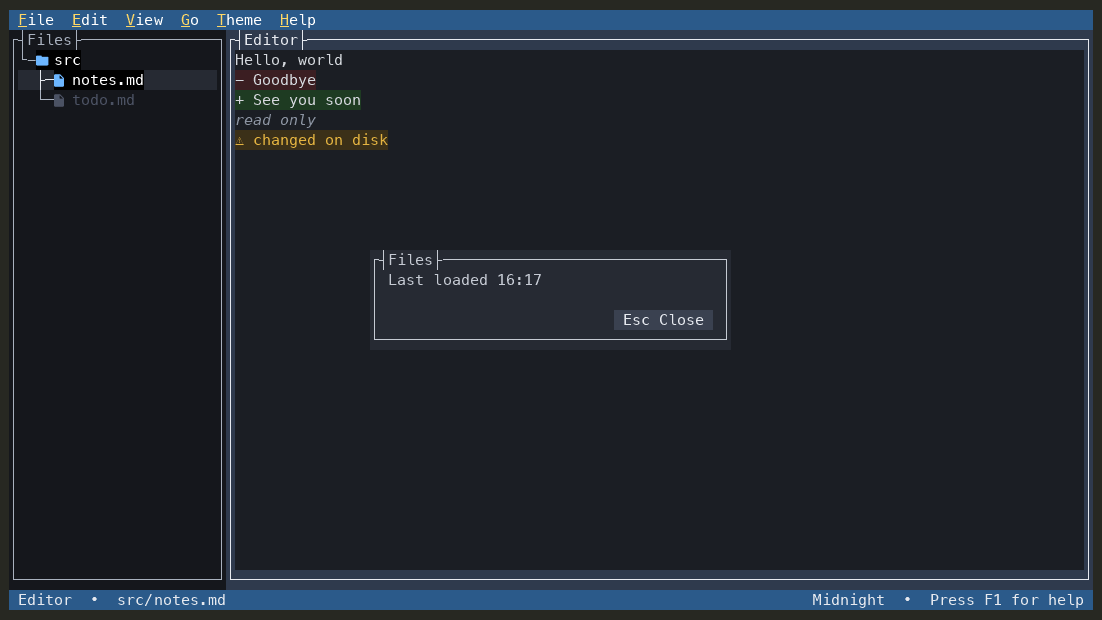 File Edit View Go Theme Help
Files
src
notes.md
todo.md
Editor
Hello, world
- Goodbye
+ See you soon
read only
⚠ changed on disk
Files
Last loaded 16:17
Esc Close
Editor • src/notes.md
Midnight • Press F1 for help